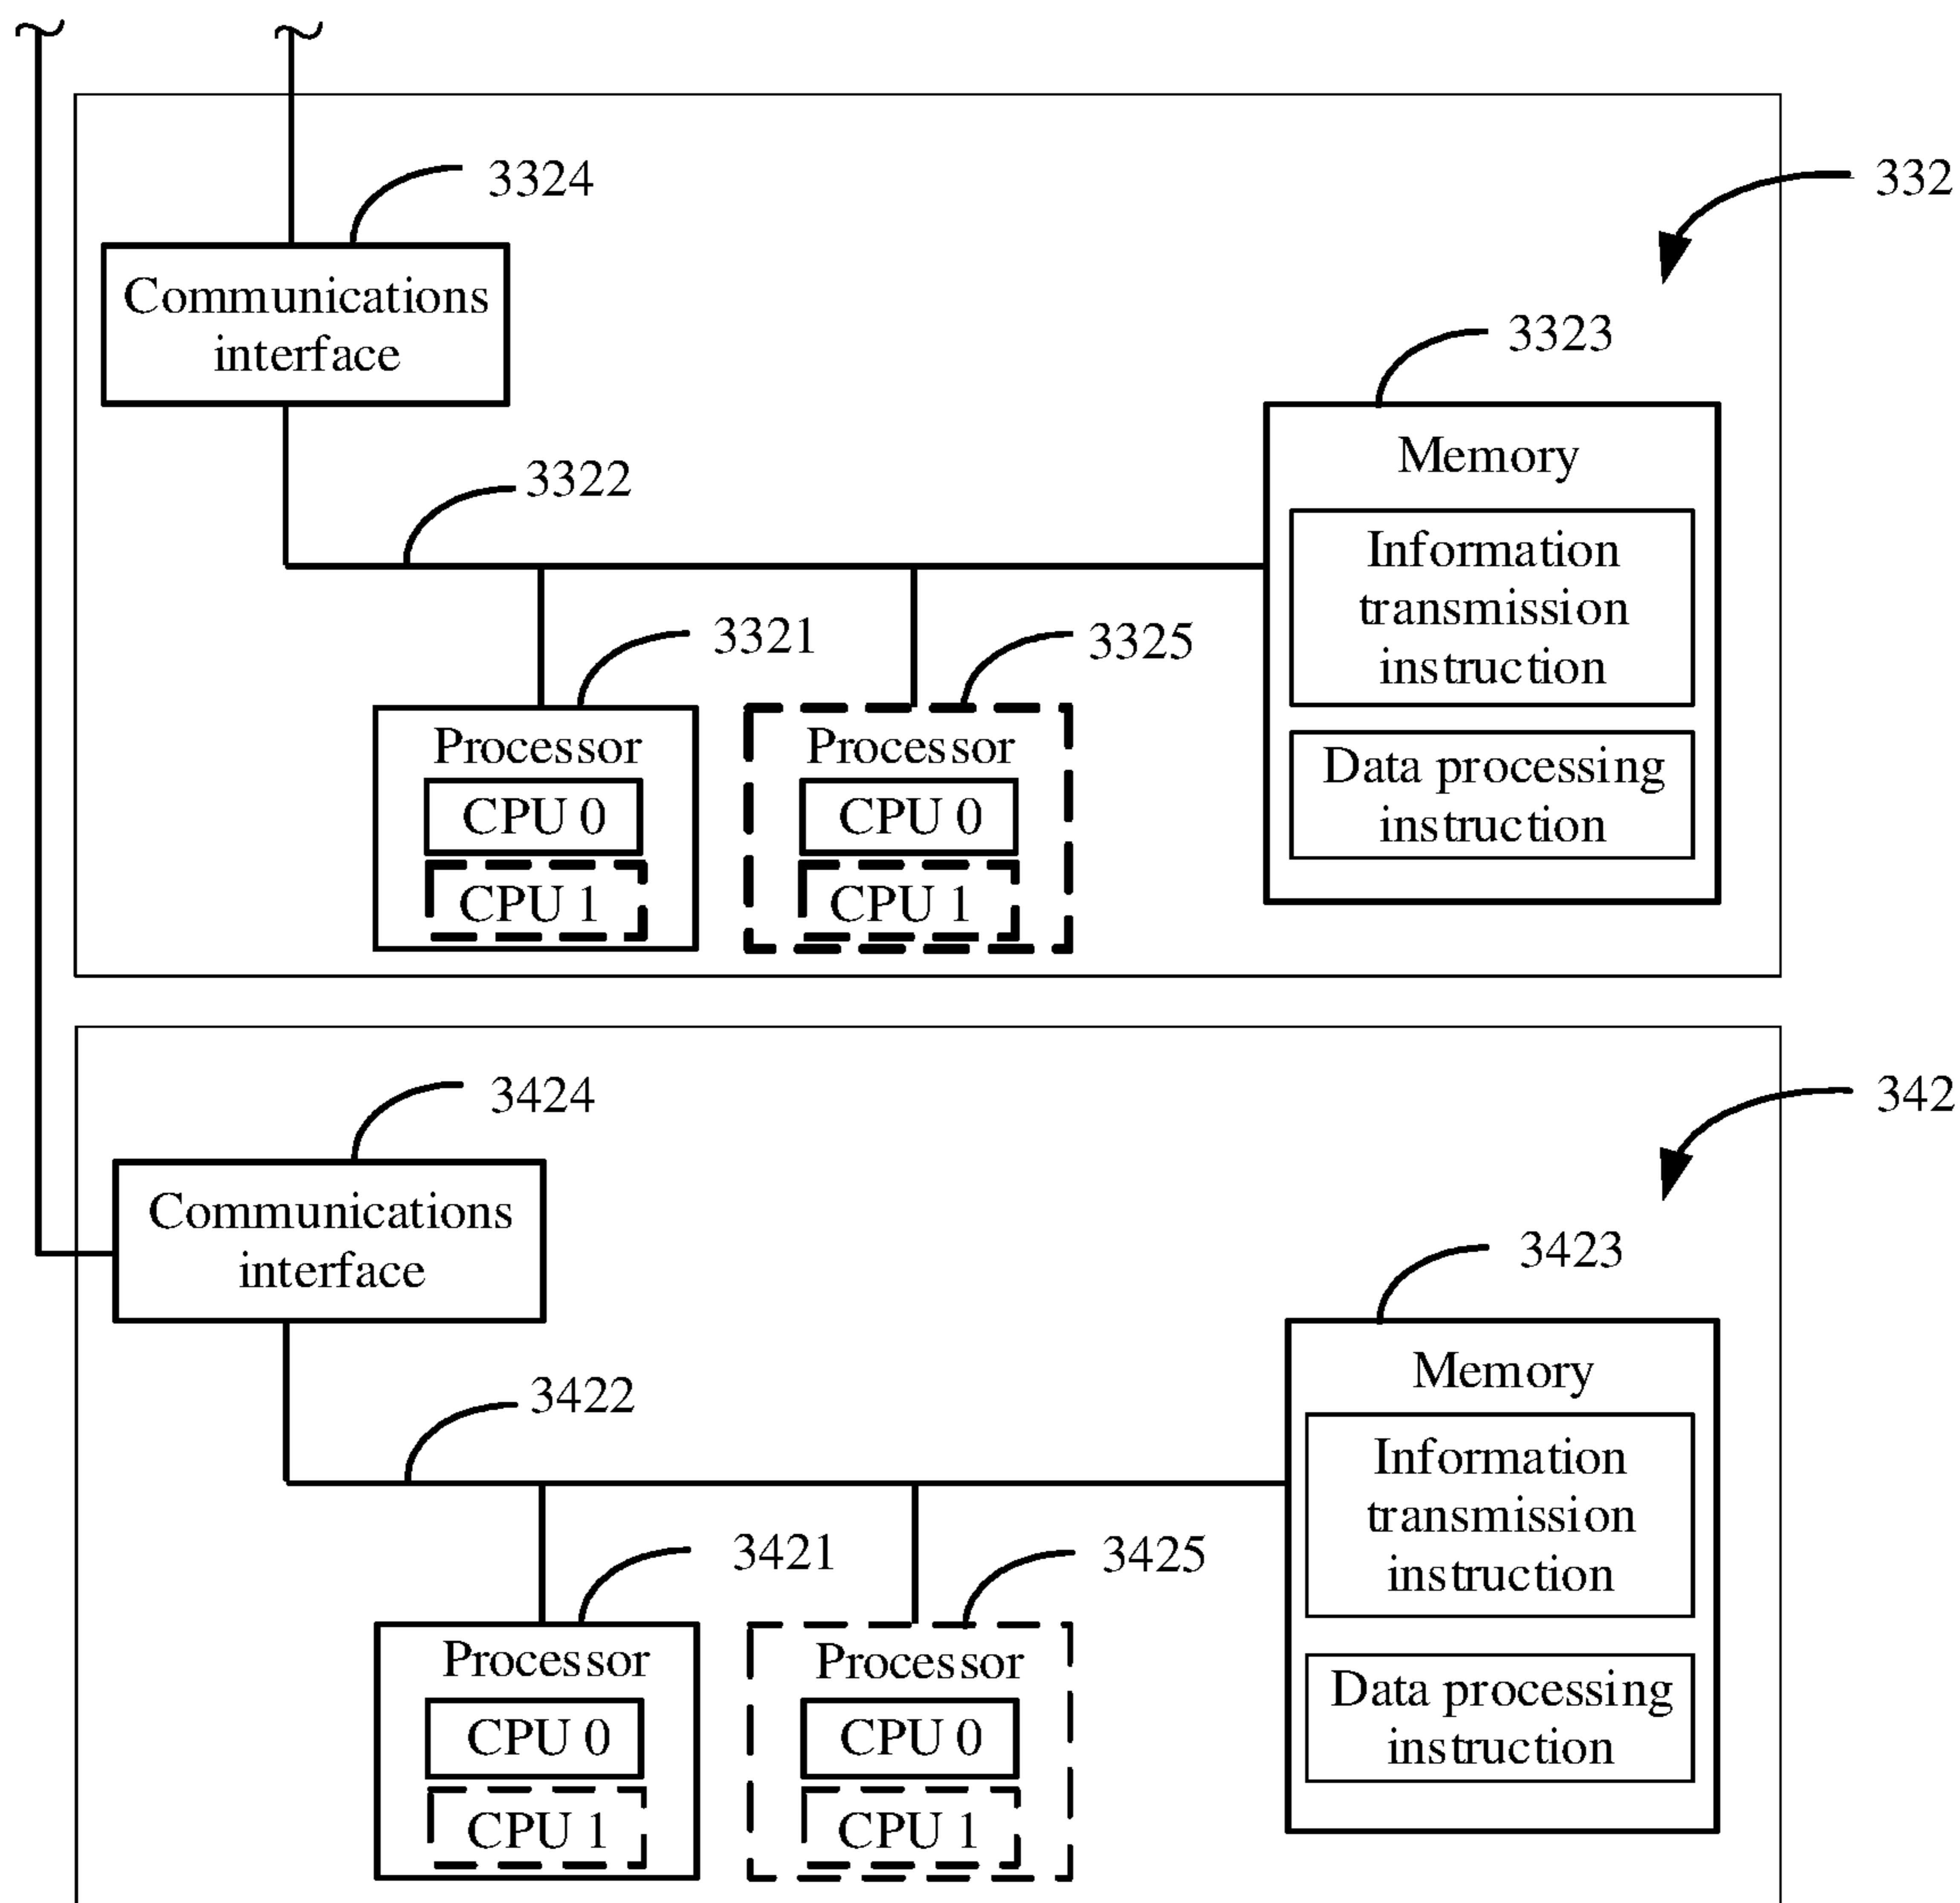 3324
332
Communications
interface
3323
Memory
3322
Information
transmission
instruction
3321
3325
Processor
Processor
Data processing
instruction
CPU 0
CPU 0
CPU 1
CPU 1
3424
342
Communications
interface
3423
Memory
3422
Information
transmission
instruction
3421
3425
Processor
Processor
Data processing
instruction
CPU 0
CPU 0
CPU 1
CPU 1